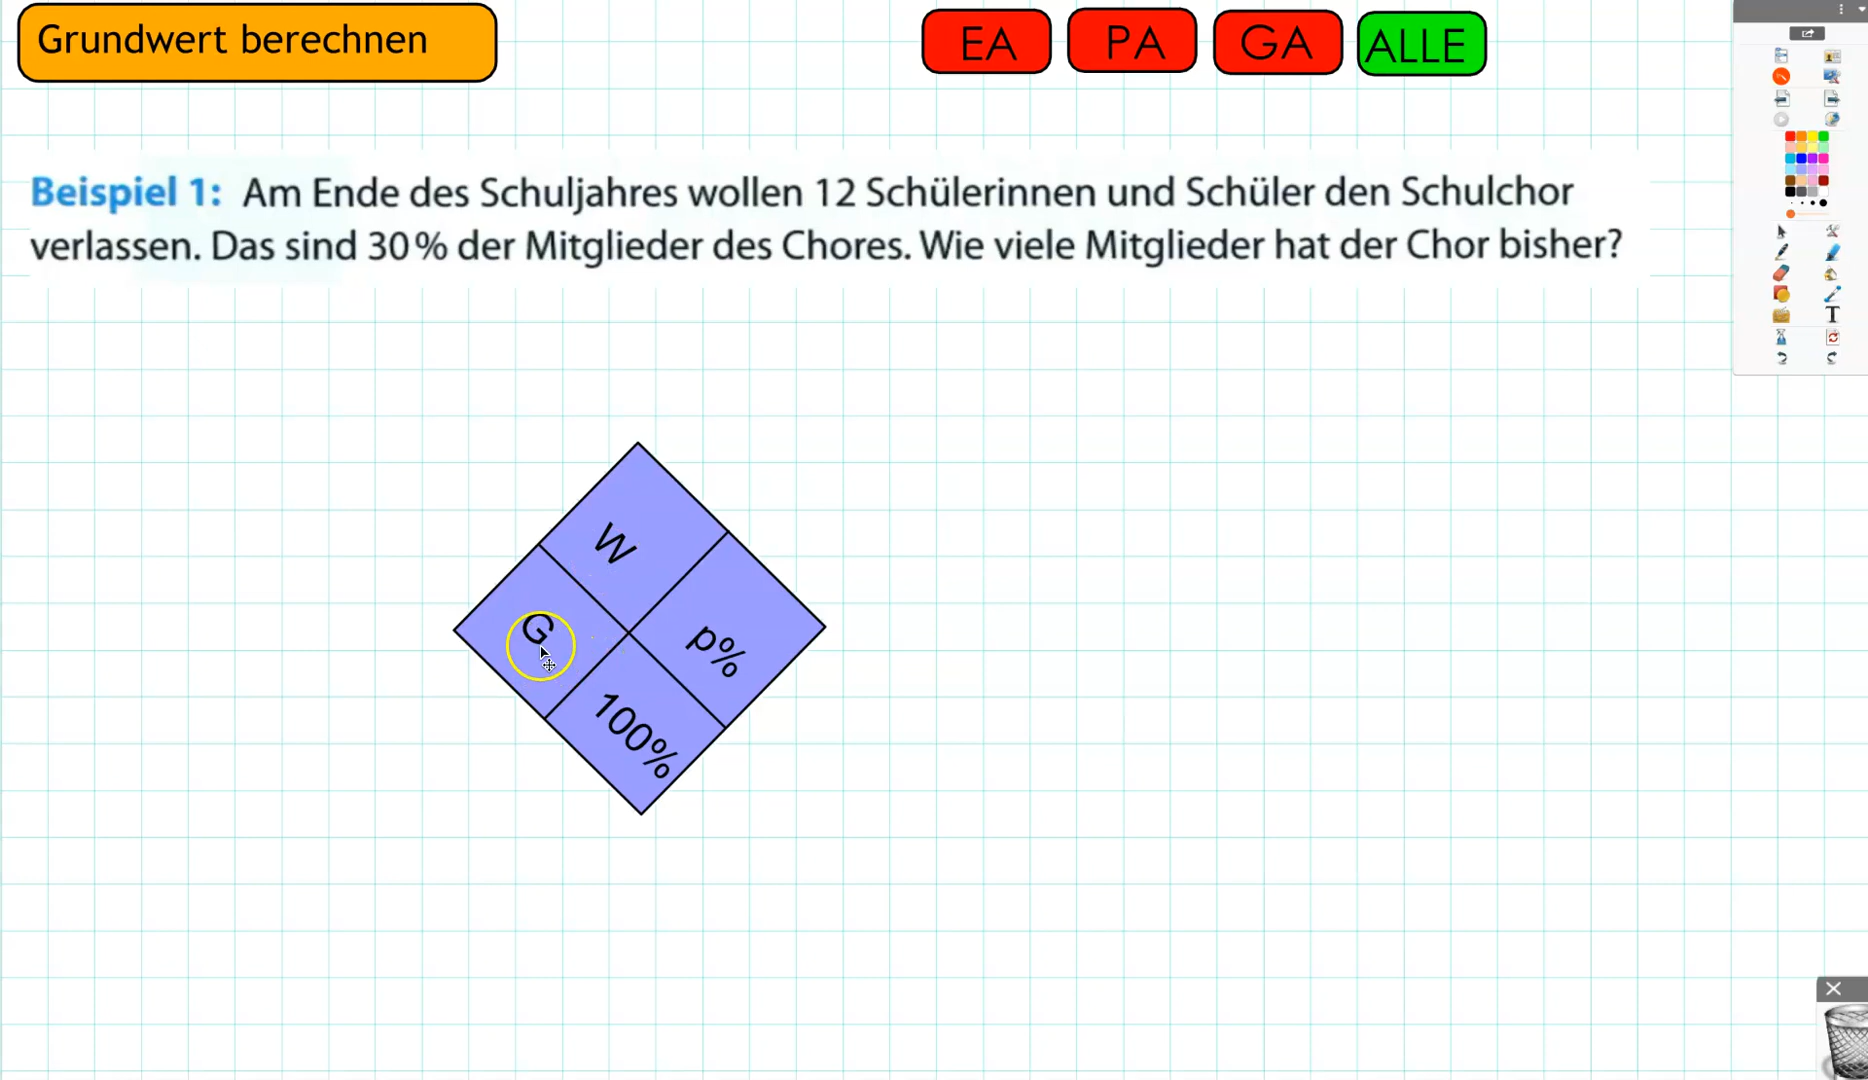 Grundwert berechnen
EA PA GA ALLE
Beispiel 1: Am Ende des Schuljahres wollen 12 Schülerinnen und Schüler den Schulchor
verlassen. Das sind 30% der Mitglieder des Chores. Wie viele Mitglieder hat der Chor bisher?
W
G
p%
100%
T